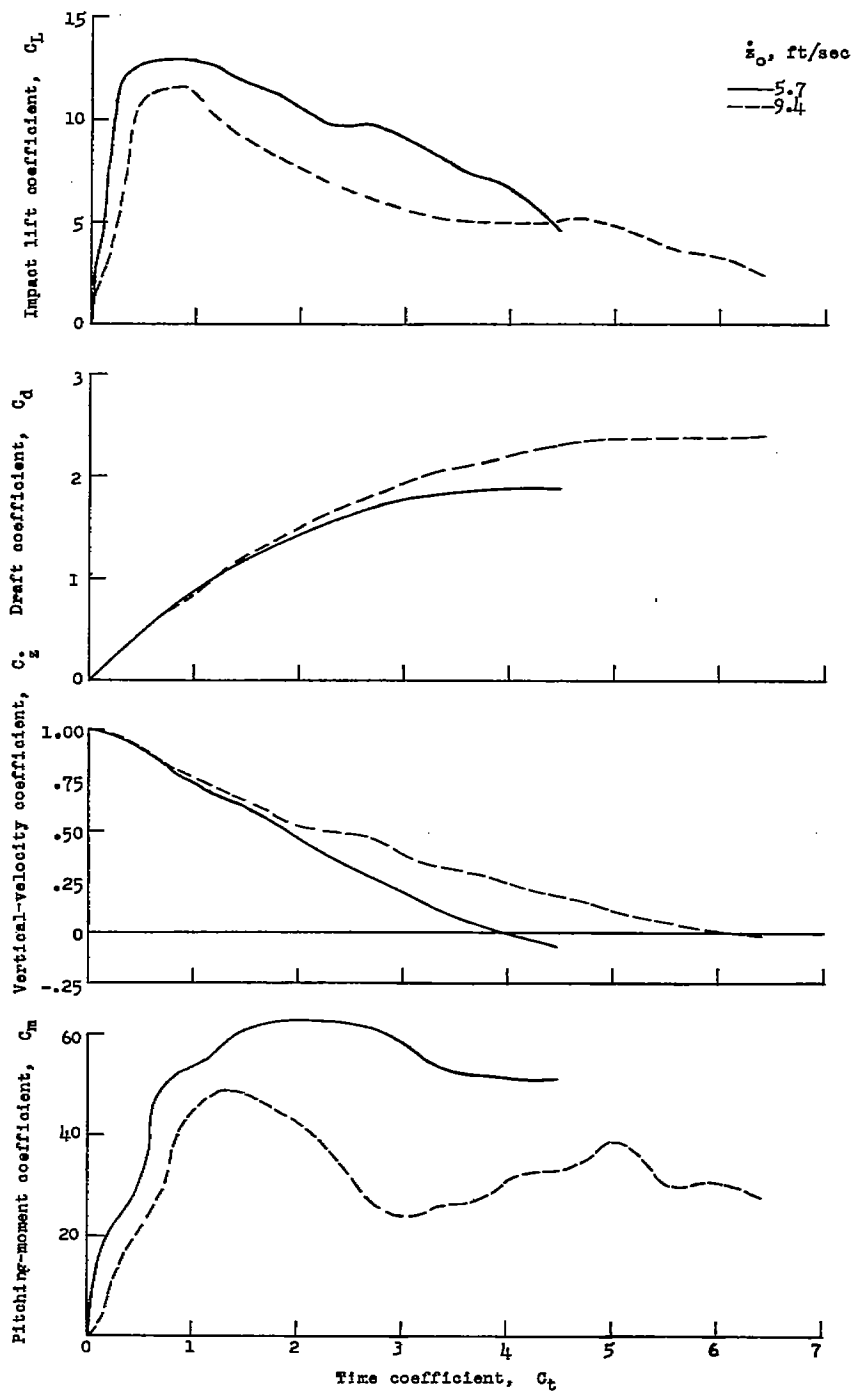 ż₀, ft/sec
5.7
9.4
Impact lift coefficient, C_L
15
10
5
0
Draft coefficient, C_d
3
2
1
0
Vertical-velocity coefficient, C_ż
1.00
.75
.50
.25
0
-.25
Pitching-moment coefficient, C_m
60
40
20
0 1 2 3 4 5 6 7
Time coefficient, C_t